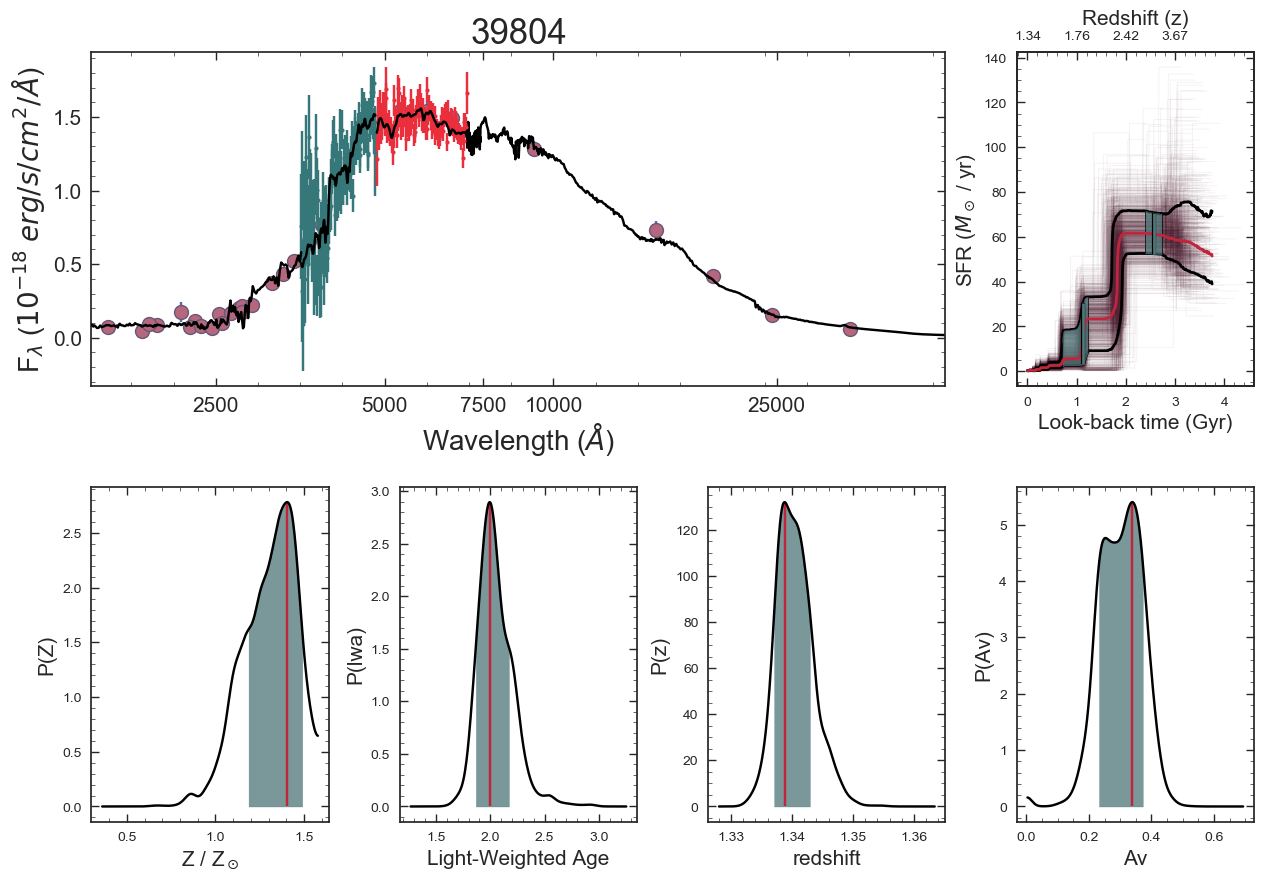 39804
Redshift (z)
1.34 1.76 2.42 3.67
F_λ (10^−18 erg/s/cm^2/Å)
1.5
1.0
0.5
0.0
2500 5000 7500 10000 25000
Wavelength (Å)
SFR (M_⊙ / yr)
140
120
100
80
60
40
20
0
0 1 2 3 4
Look-back time (Gyr)
P(Z)
2.5
2.0
1.5
1.0
0.5
0.0
0.5 1.0 1.5
Z / Z_⊙
P(lwa)
3.0
2.5
2.0
1.5
1.0
0.5
0.0
1.5 2.0 2.5 3.0
Light-Weighted Age
P(z)
120
100
80
60
40
20
0
1.33 1.34 1.35 1.36
redshift
P(Av)
5
4
3
2
1
0
0.0 0.2 0.4 0.6
Av